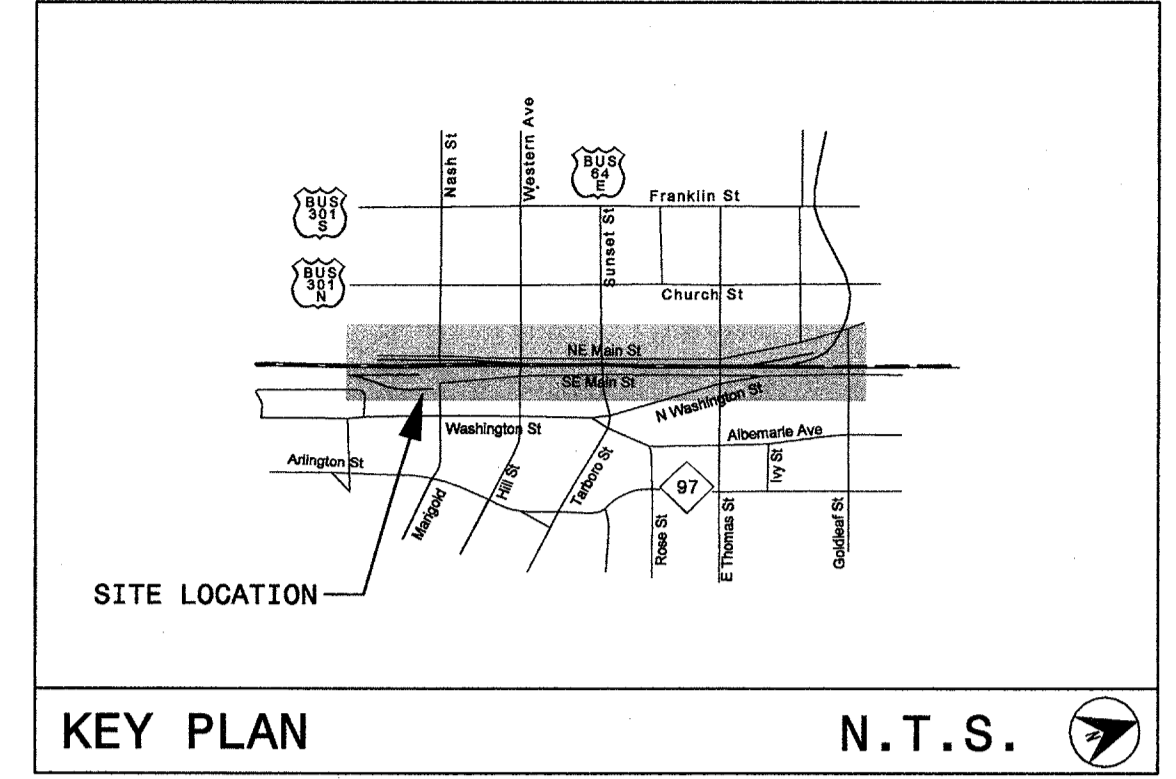 Nash St
Western Ave
BUS
64
E
Franklin St
BUS
301
S
Sunset St
BUS
301
N
Church St
NE Main St
SE Main St
N Washington St
Washington St
Albemarle Ave
Arlington St
Ivy St
Marigold
Hill St
Tarboro St
97
Rose St
E Thomas St
Goldleaf St
SITE LOCATION
KEY PLAN
N.T.S.
N